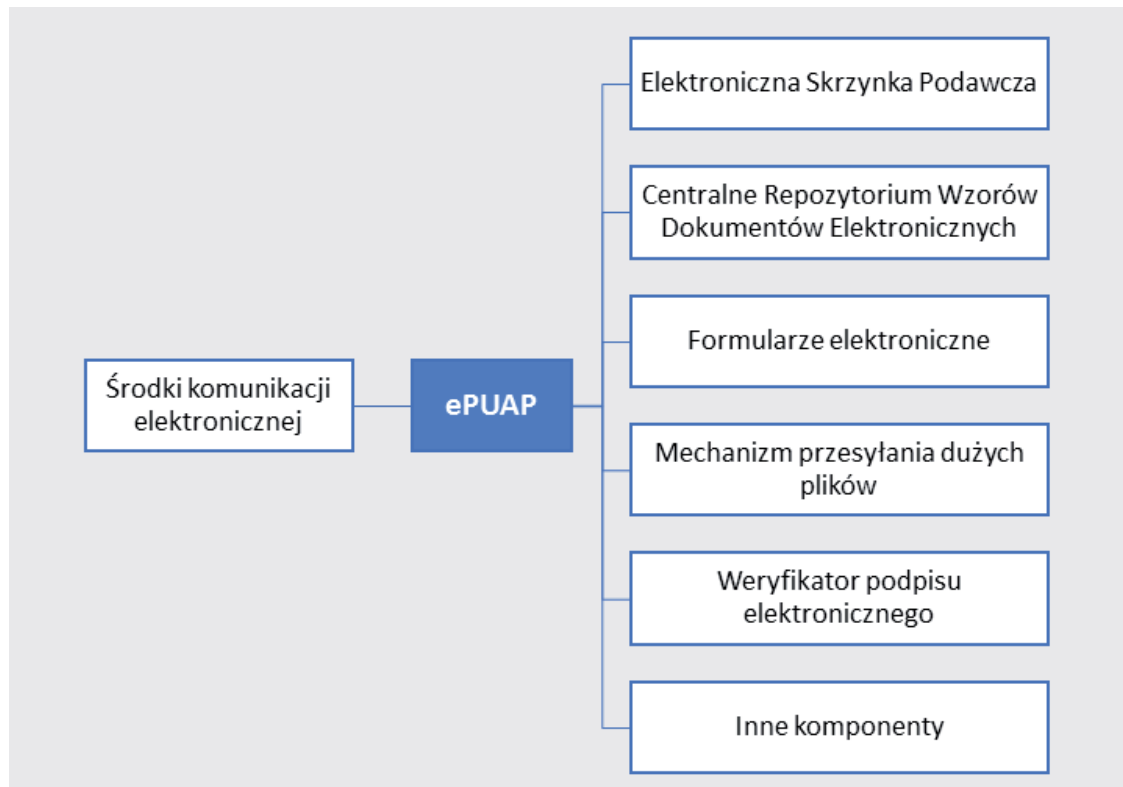 Elektroniczna Skrzynka Podawcza
Centralne Repozytorium Wzorów
Dokumentów Elektronicznych
Formularze elektroniczne
Środki komunikacji
elektronicznej
ePUAP
Mechanizm przesyłania dużych
plików
Weryfikator podpisu
elektronicznego
Inne komponenty